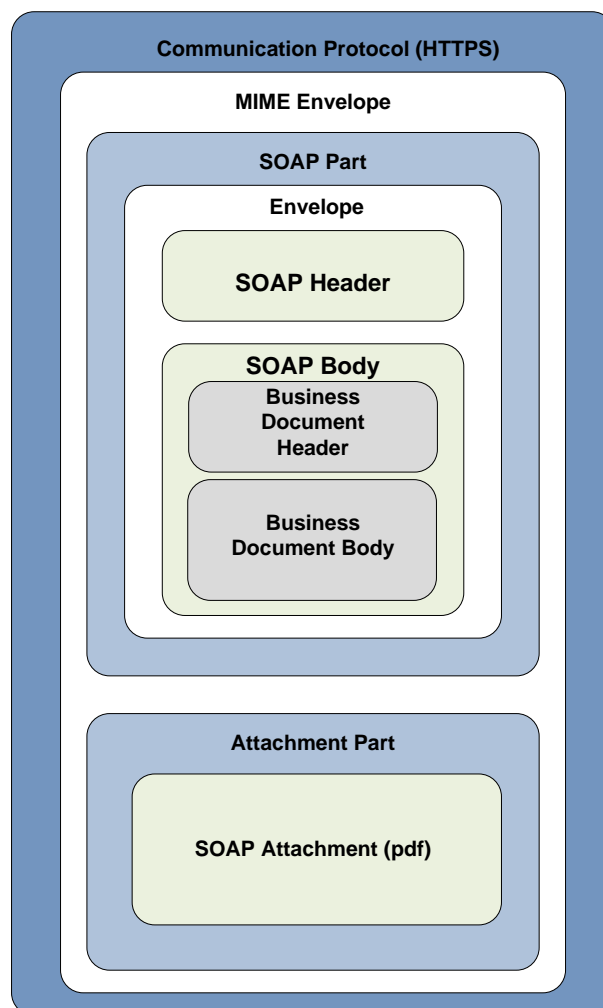 Communication Protocol (HTTPS)
MIME Envelope
SOAP Part
Envelope
SOAP Header
SOAP Body
Business
Document
Header
Business
Document Body
Attachment Part
SOAP Attachment (pdf)